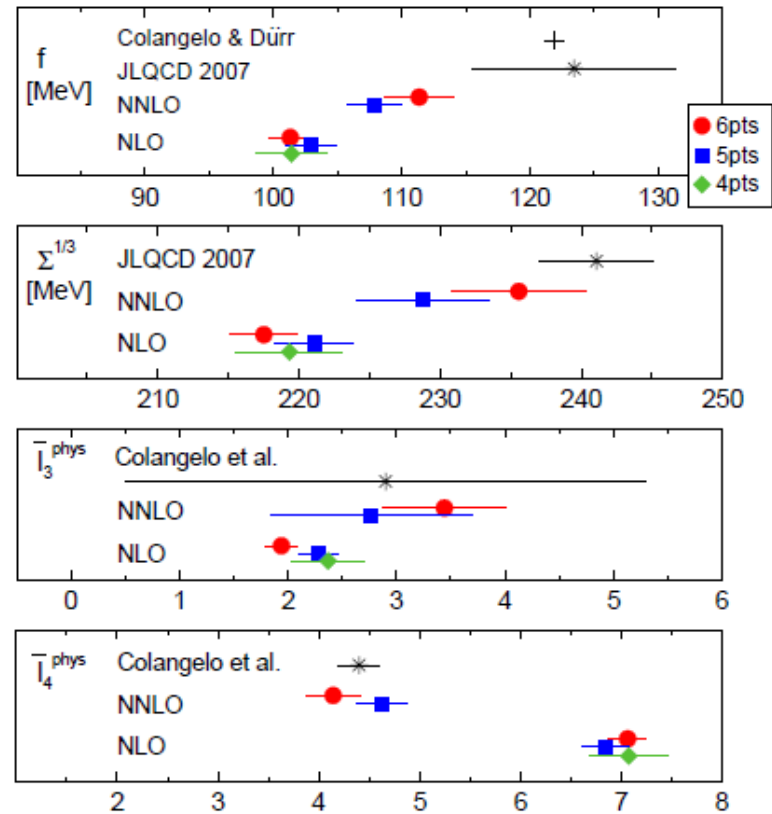 f
[MeV]
Colangelo & Dürr
JLQCD 2007
NNLO
NLO
90 100 110 120 130
6pts
5pts
4pts
Σ^1/3
[MeV]
JLQCD 2007
NNLO
NLO
210 220 230 240 250
l̅₃^phys
Colangelo et al.
NNLO
NLO
0 1 2 3 4 5 6
l̅₄^phys
Colangelo et al.
NNLO
NLO
2 3 4 5 6 7 8